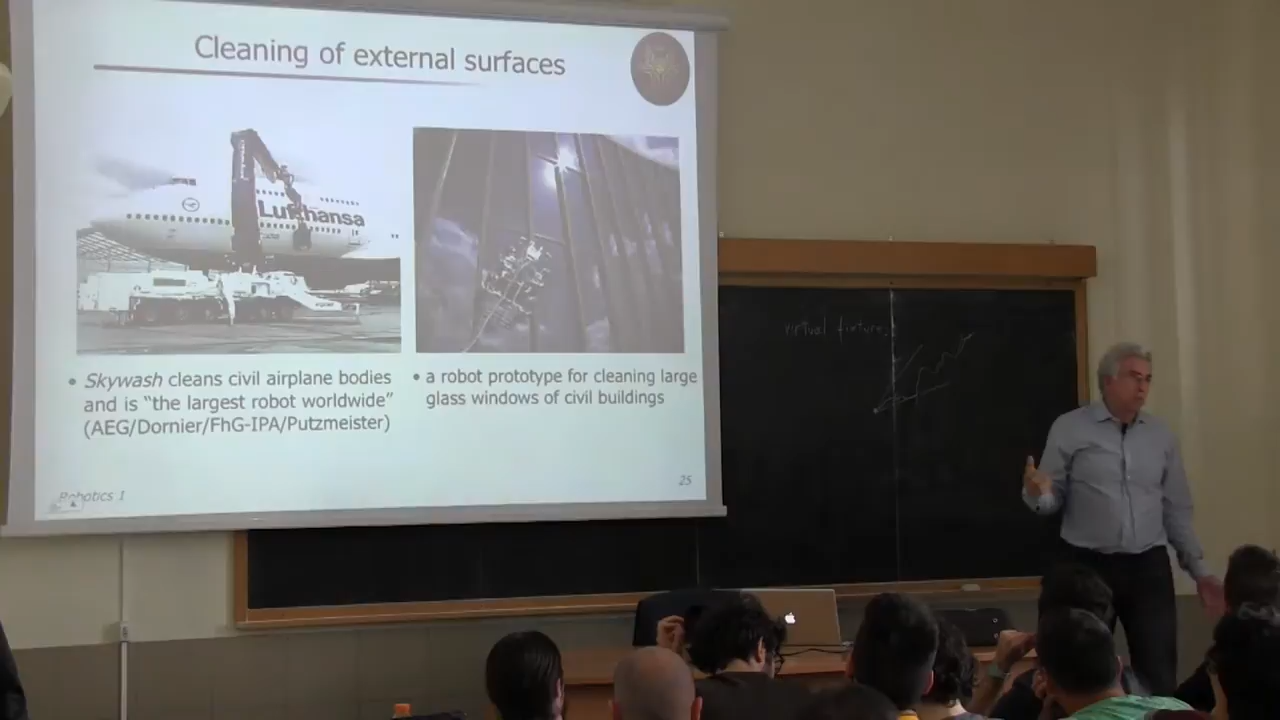 Cleaning of external surfaces
Lufthansa
• Skywash cleans civil airplane bodies
and is “the largest robot worldwide”
(AEG/Dornier/FhG-IPA/Putzmeister)
• a robot prototype for cleaning large
glass windows of civil buildings
Robotics 1
25
virtual fixture